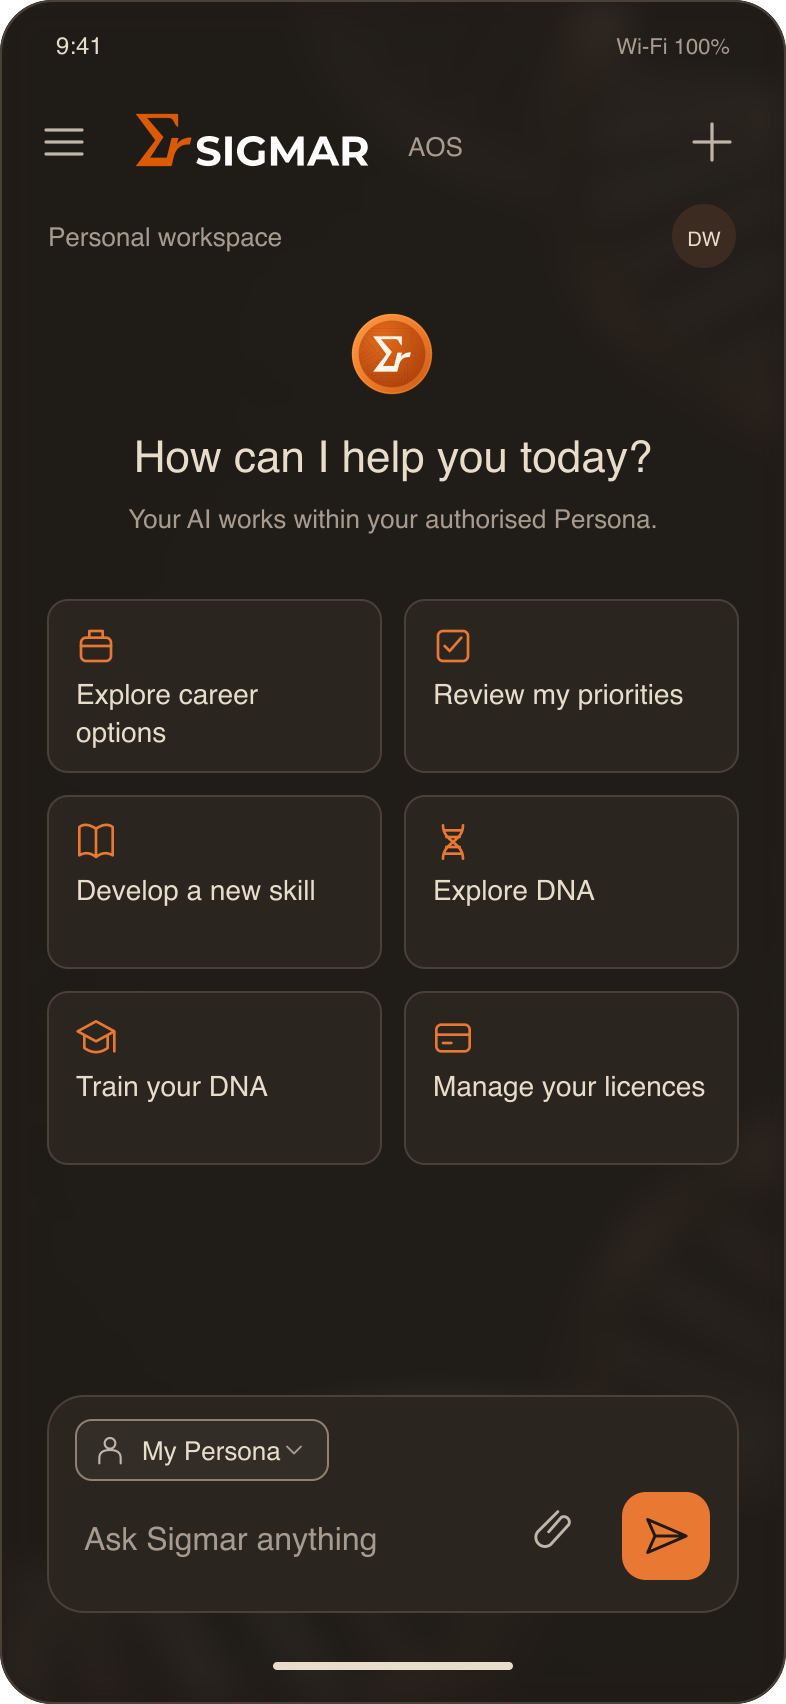 9:41 Wi-Fi 100%
Σr SIGMAR AOS
Personal workspace DW
Σr
How can I help you today?
Your AI works within your authorised Persona.
Explore career
options
Review my priorities
Develop a new skill
Explore DNA
Train your DNA
Manage your licences
My Persona
Ask Sigmar anything